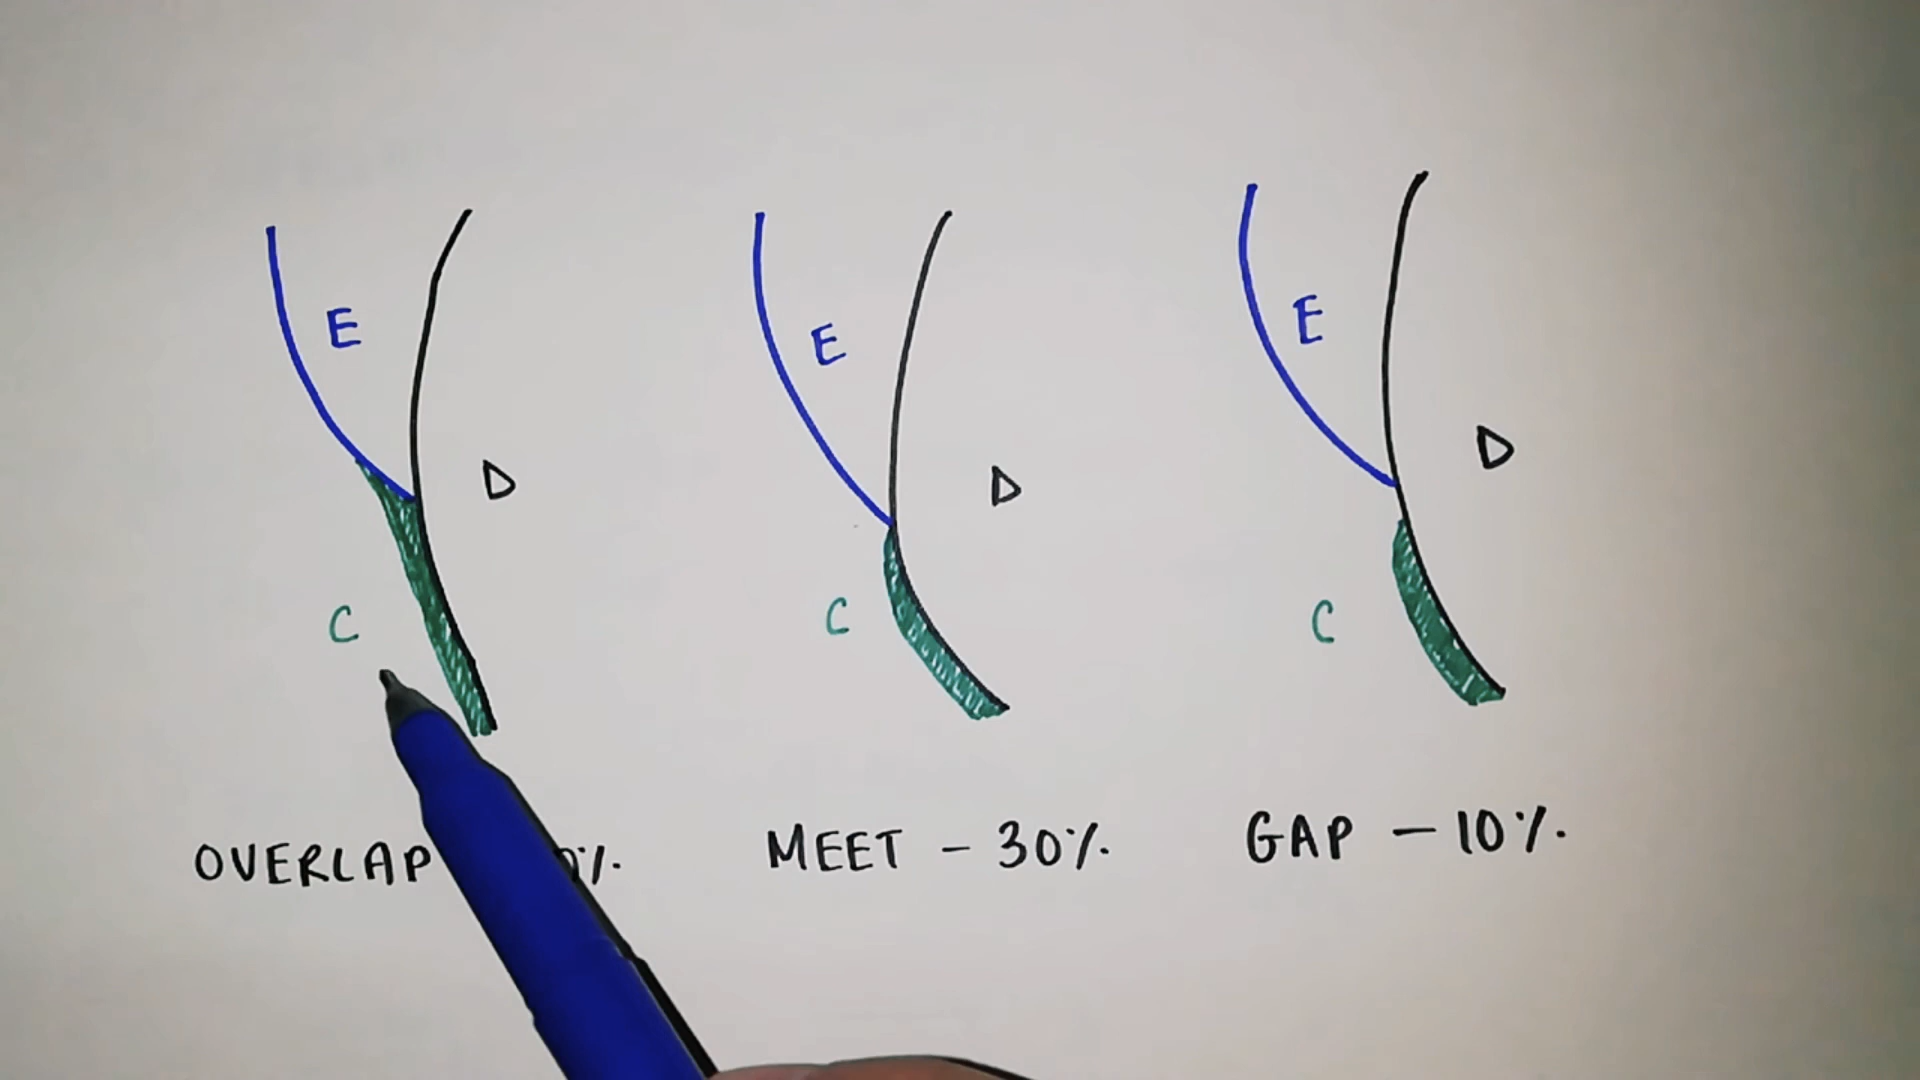 E E E
D D D
C C C
OVERLAP MEET – 30% GAP – 10%